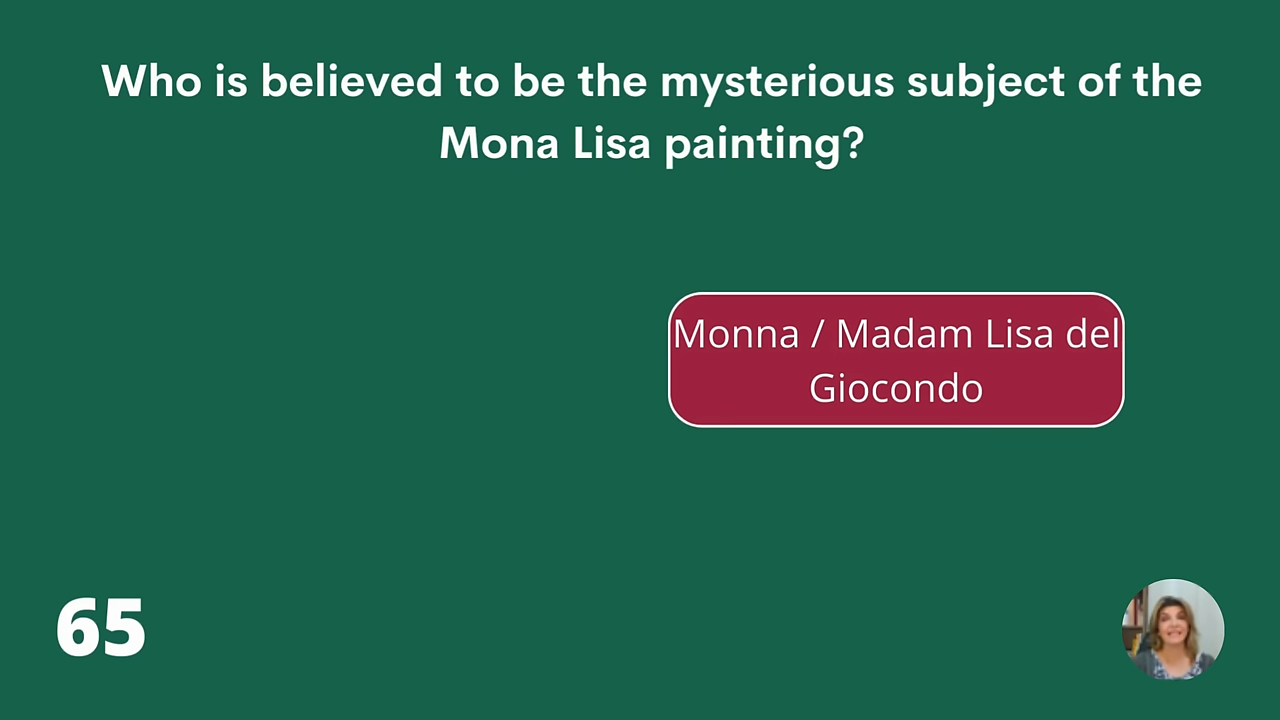 Who is believed to be the mysterious subject of the
Mona Lisa painting?
Monna / Madam Lisa del
Giocondo
65